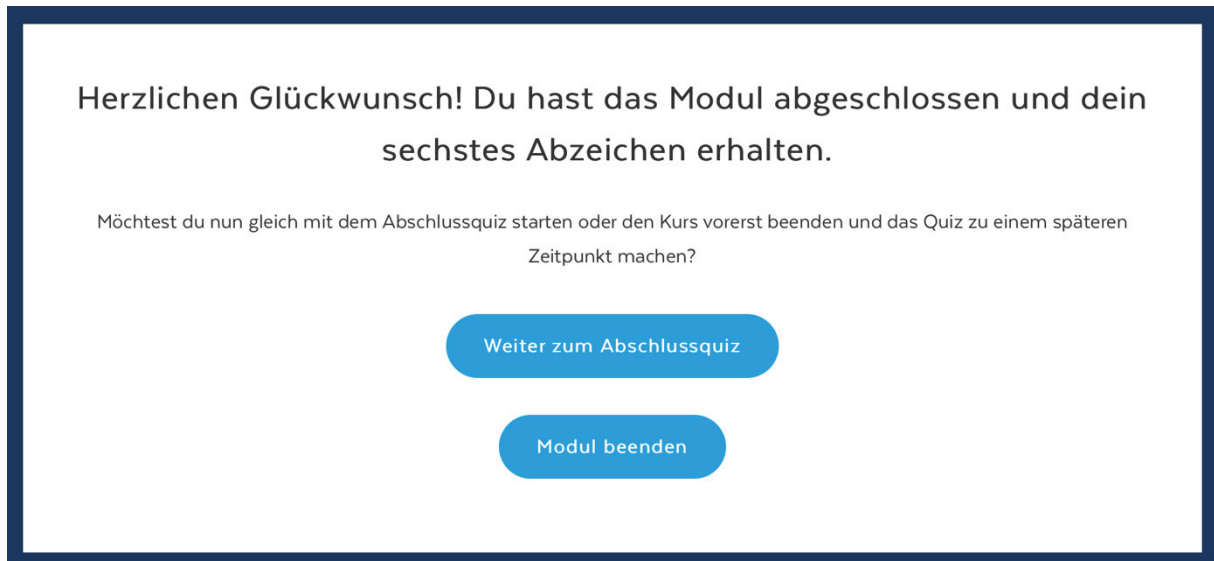 Herzlichen Glückwunsch! Du hast das Modul abgeschlossen und dein
sechstes Abzeichen erhalten.
Möchtest du nun gleich mit dem Abschlussquiz starten oder den Kurs vorerst beenden und das Quiz zu einem späteren
Zeitpunkt machen?
Weiter zum Abschlussquiz
Modul beenden